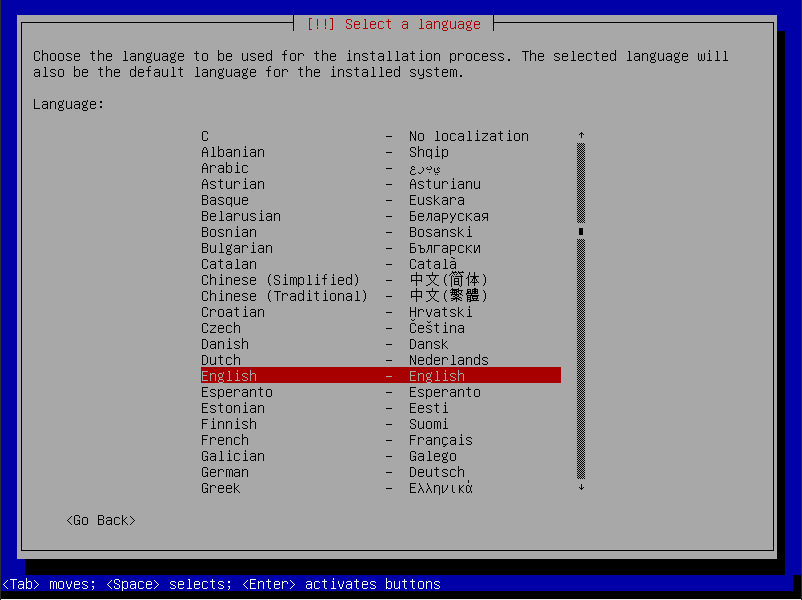 [!!] Select a language
Choose the language to be used for the installation process. The selected language will
also be the default language for the installed system.
Language:
C - No localization ↑
Albanian - Shqip
Arabic - عربي
Asturian - Asturianu
Basque - Euskara
Belarusian - Беларуская
Bosnian - Bosanski
Bulgarian - Български
Catalan - Català
Chinese (Simplified) - 中文(简体)
Chinese (Traditional) - 中文(繁體)
Croatian - Hrvatski
Czech - Čeština
Danish - Dansk
Dutch - Nederlands
English - English
Esperanto - Esperanto
Estonian - Eesti
Finnish - Suomi
French - Français
Galician - Galego
German - Deutsch
Greek - Ελληνικά ↓
<Go Back>
<Tab> moves; <Space> selects; <Enter> activates buttons